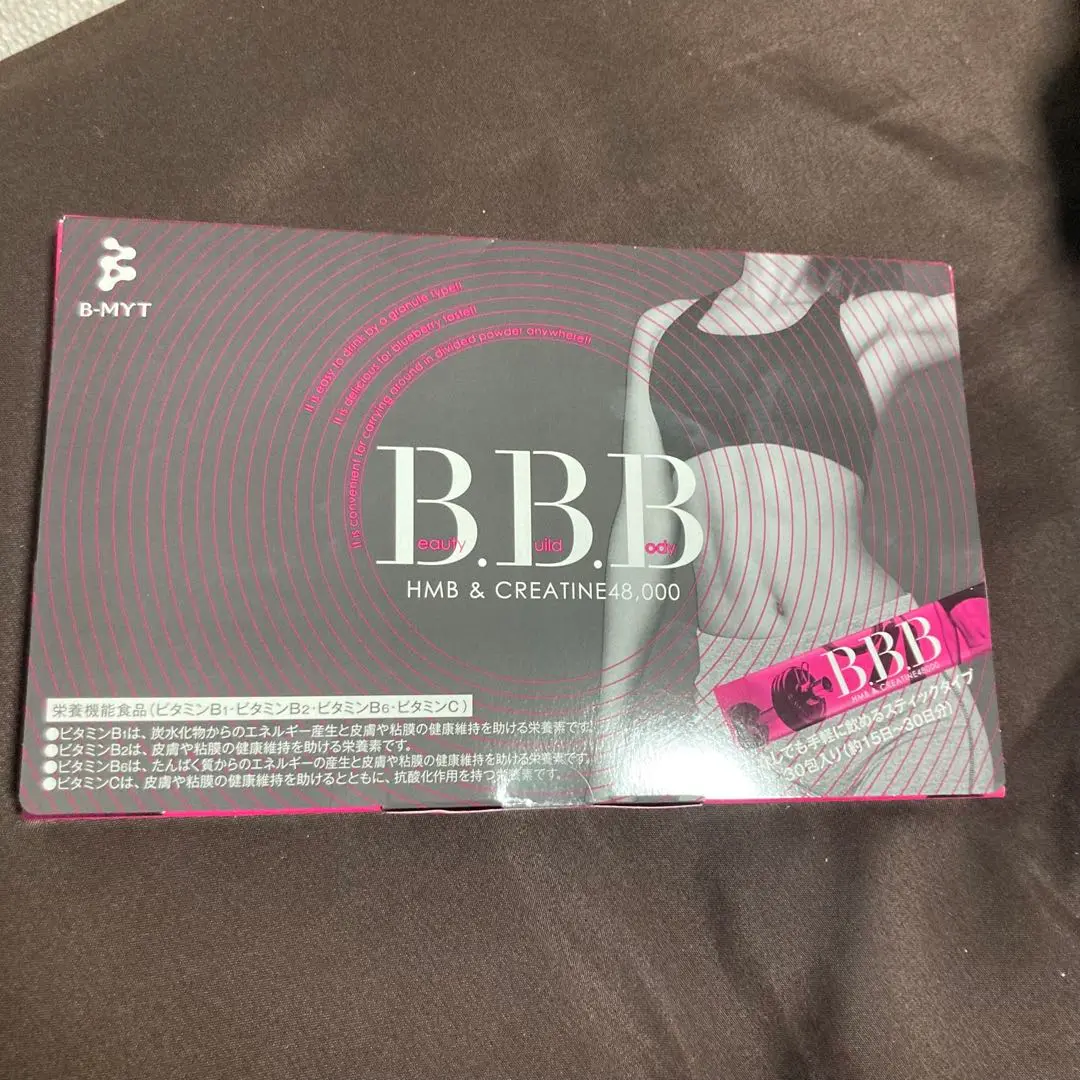 B-MYT
It is easy to drink by a granule type!!
It is delicious for blueberry taste!!
It is convenient for carrying around in divided powder anywhere!!
B.B.B
eauty uild ody
HMB & CREATINE48,000
栄養機能食品(ビタミンB1・ビタミンB2・ビタミンB6・ビタミンC)
●ビタミンB1は、炭水化物からのエネルギー産生と皮膚や粘膜の健康維持を助ける栄養素です。
●ビタミンB2は、皮膚や粘膜の健康維持を助ける栄養素です。
●ビタミンB6は、たんぱく質からのエネルギーの産生と皮膚や粘膜の健康維持を助ける栄養素です。
●ビタミンCは、皮膚や粘膜の健康維持を助けるとともに、抗酸化作用を持つ栄養素です。
B.B.B
HMB & CREATINE48000
しても手軽に飲めるスティックタイプ
30包入り(約15日〜30日分)